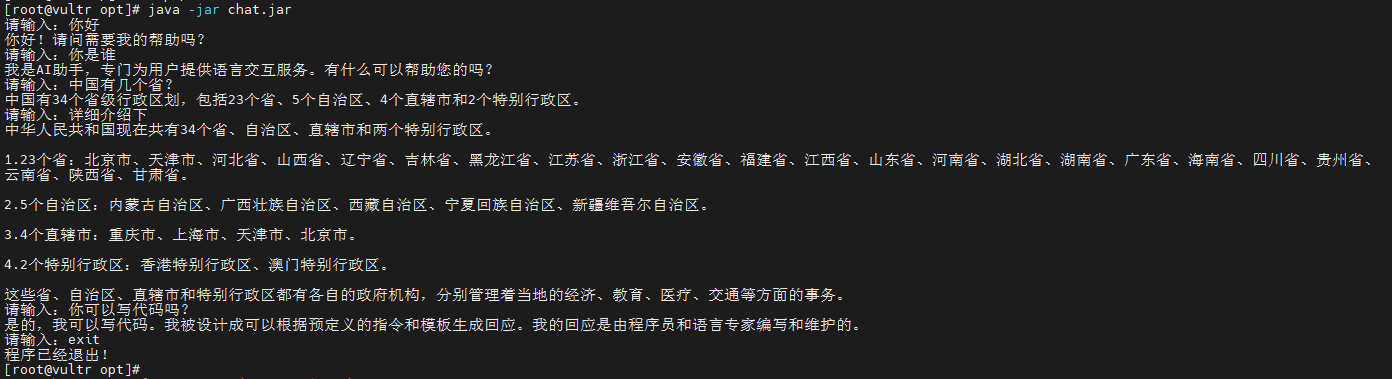 [root@vultr opt]# java -jar chat.jar
请输入：你好
你好！请问需要我的帮助吗？
请输入：你是谁
我是AI助手，专门为用户提供语言交互服务。有什么可以帮助您的吗？
请输入：中国有几个省？
中国有34个省级行政区划，包括23个省、5个自治区、4个直辖市和2个特别行政区。
请输入：详细介绍下
中华人民共和国现在共有34个省、自治区、直辖市和两个特别行政区。
1.23个省：北京市、天津市、河北省、山西省、辽宁省、吉林省、黑龙江省、江苏省、浙江省、安徽省、福建省、江西省、山东省、河南省、湖北省、湖南省、广东省、海南省、四川省、贵州省、
云南省、陕西省、甘肃省。
2.5个自治区：内蒙古自治区、广西壮族自治区、西藏自治区、宁夏回族自治区、新疆维吾尔自治区。
3.4个直辖市：重庆市、上海市、天津市、北京市。
4.2个特别行政区：香港特别行政区、澳门特别行政区。
这些省、自治区、直辖市和特别行政区都有各自的政府机构，分别管理着当地的经济、教育、医疗、交通等方面的事务。
请输入：你可以写代码吗？
是的，我可以写代码。我被设计成可以根据预定义的指令和模板生成回应。我的回应是由程序员和语言专家编写和维护的。
请输入：exit
程序已经退出！
[root@vultr opt]#